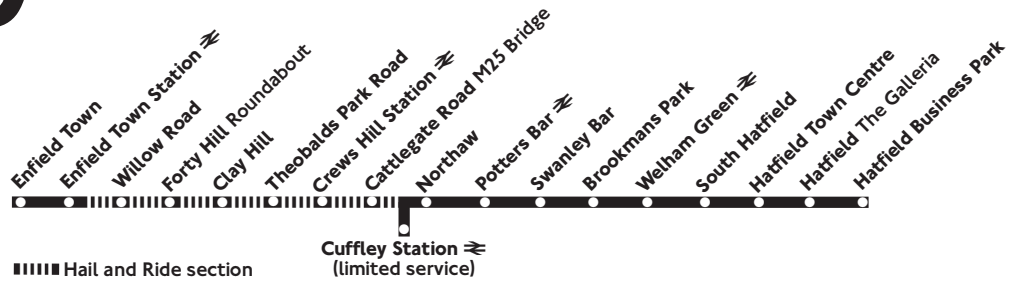 Enfield Town
Enfield Town Station
Willow Road
Forty Hill Roundabout
Clay Hill
Theobalds Park Road
Crews Hill Station
Cattlegate Road M25 Bridge
Northaw
Potters Bar
Swanley Bar
Brookmans Park
Welham Green
South Hatfield
Hatfield Town Centre
Hatfield The Galleria
Hatfield Business Park
Cuffley Station
(limited service)
Hail and Ride section